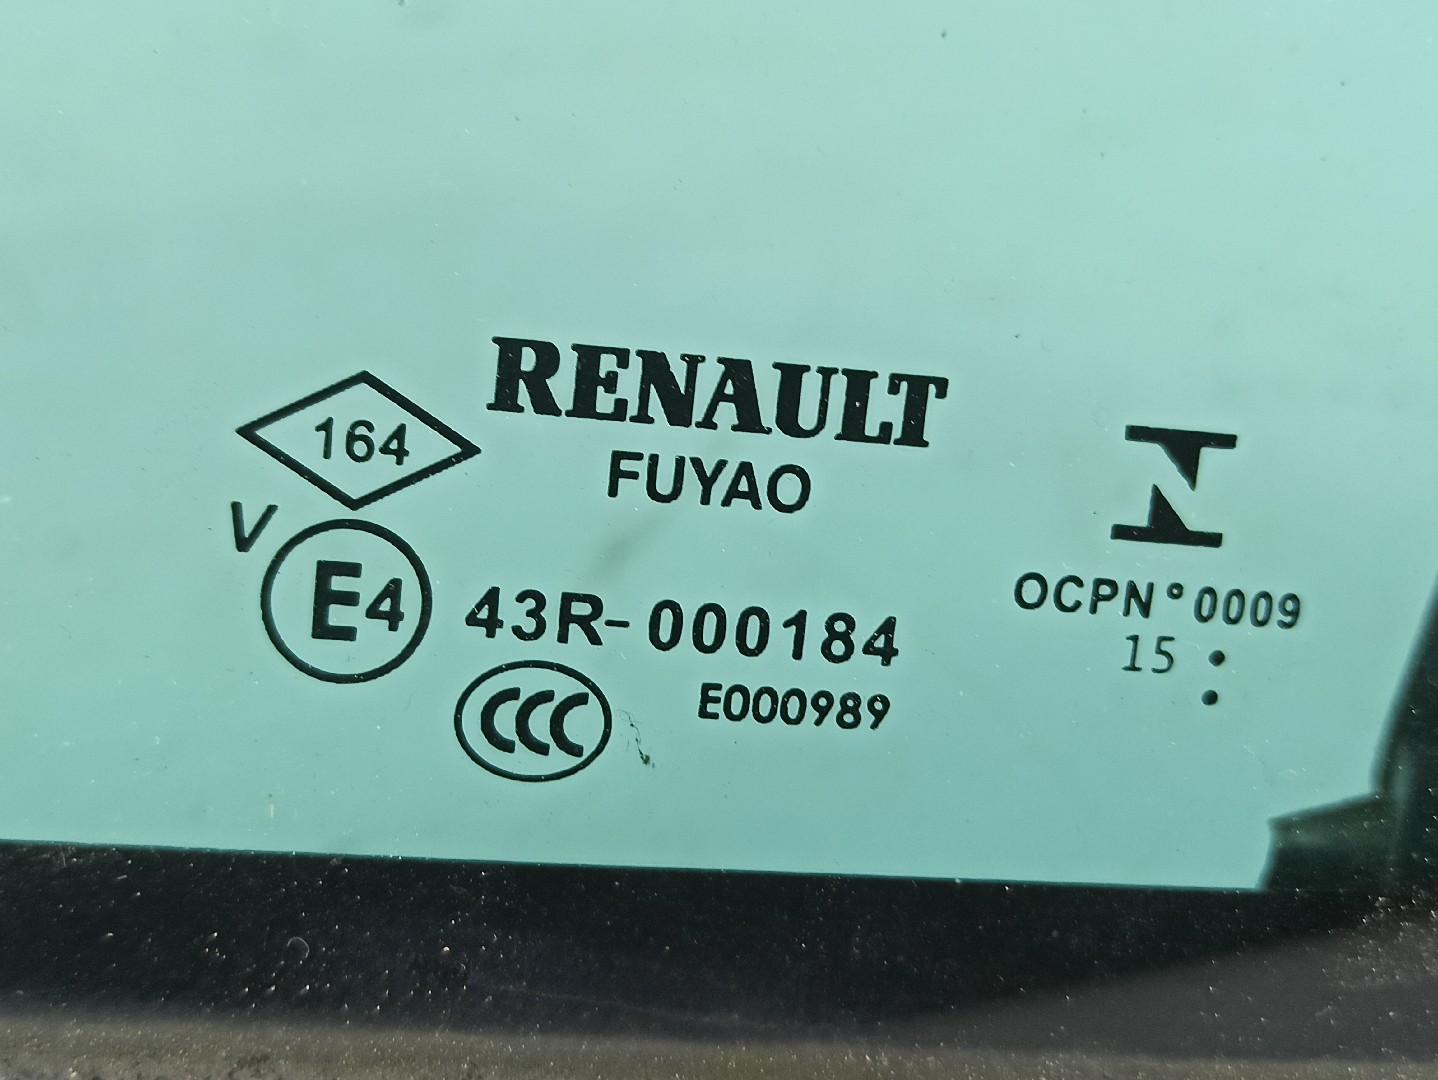 RENAULT
164
FUYAO
V
E4
43R-000184
CCC
E000989
OCPN°0009
15 :